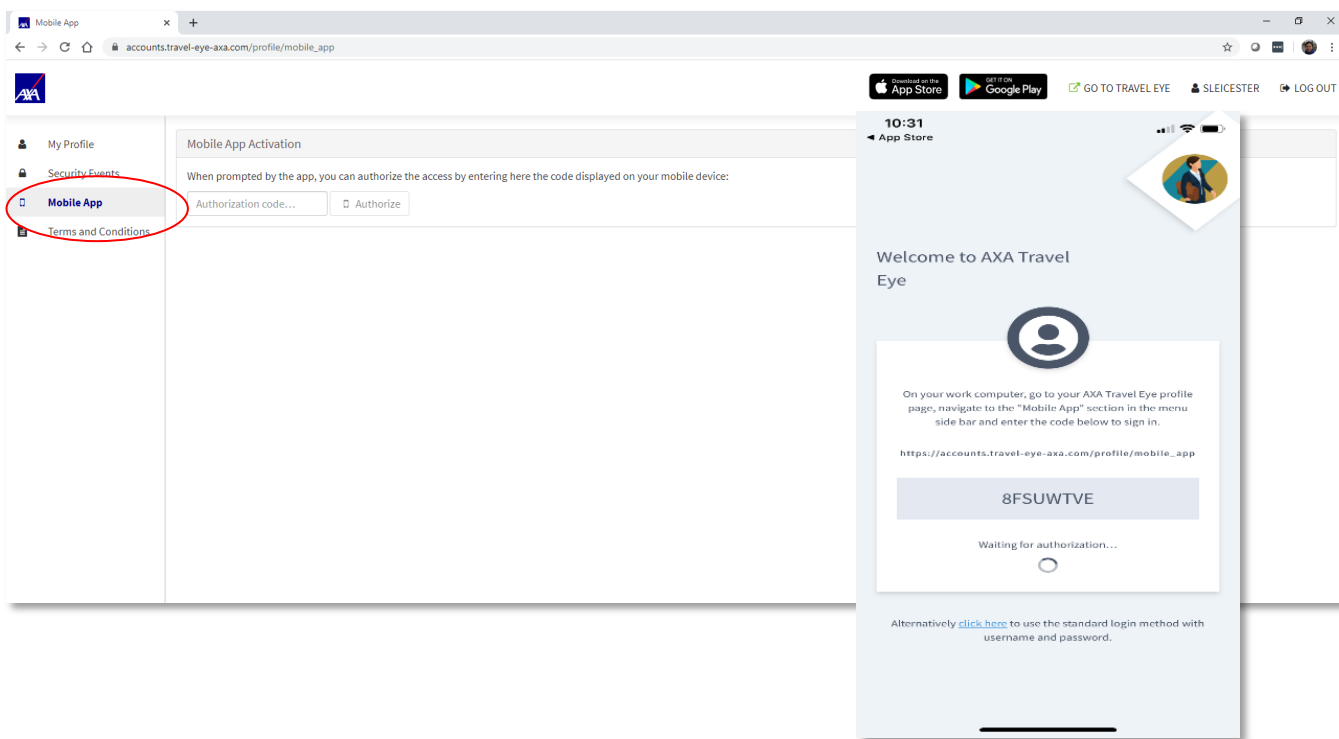 Mobile App
accounts.travel-eye-axa.com/profile/mobile_app
AXA
Download on the
App Store
GET IT ON
Google Play
GO TO TRAVEL EYE
SLEICESTER
LOG OUT
My Profile
Security Events
Mobile App
Terms and Conditions
Mobile App Activation
When prompted by the app, you can authorize the access by entering here the code displayed on your mobile device:
Authorization code...
Authorize
10:31
App Store
Welcome to AXA Travel
Eye
On your work computer, go to your AXA Travel Eye profile
page, navigate to the "Mobile App" section in the menu
side bar and enter the code below to sign in.
https://accounts.travel-eye-axa.com/profile/mobile_app
8FSUWTVE
Waiting for authorization...
Alternatively click here to use the standard login method with
username and password.